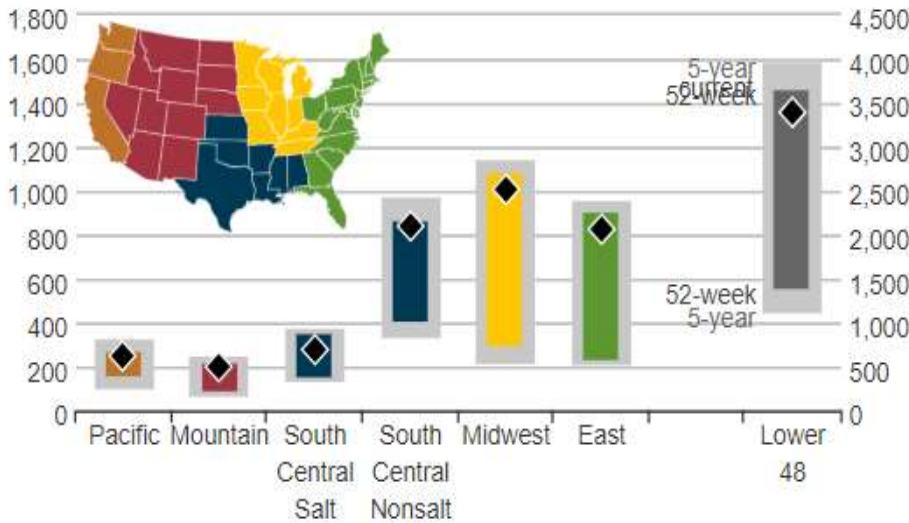 1,800
1,600
1,400
1,200
1,000
800
600
400
200
0
5-year
current
52-week
52-week
5-year
4,500
4,000
3,500
3,000
2,500
2,000
1,500
1,000
500
0
Pacific
Mountain
South
Central
Salt
South
Central
Nonsalt
Midwest
East
Lower
48